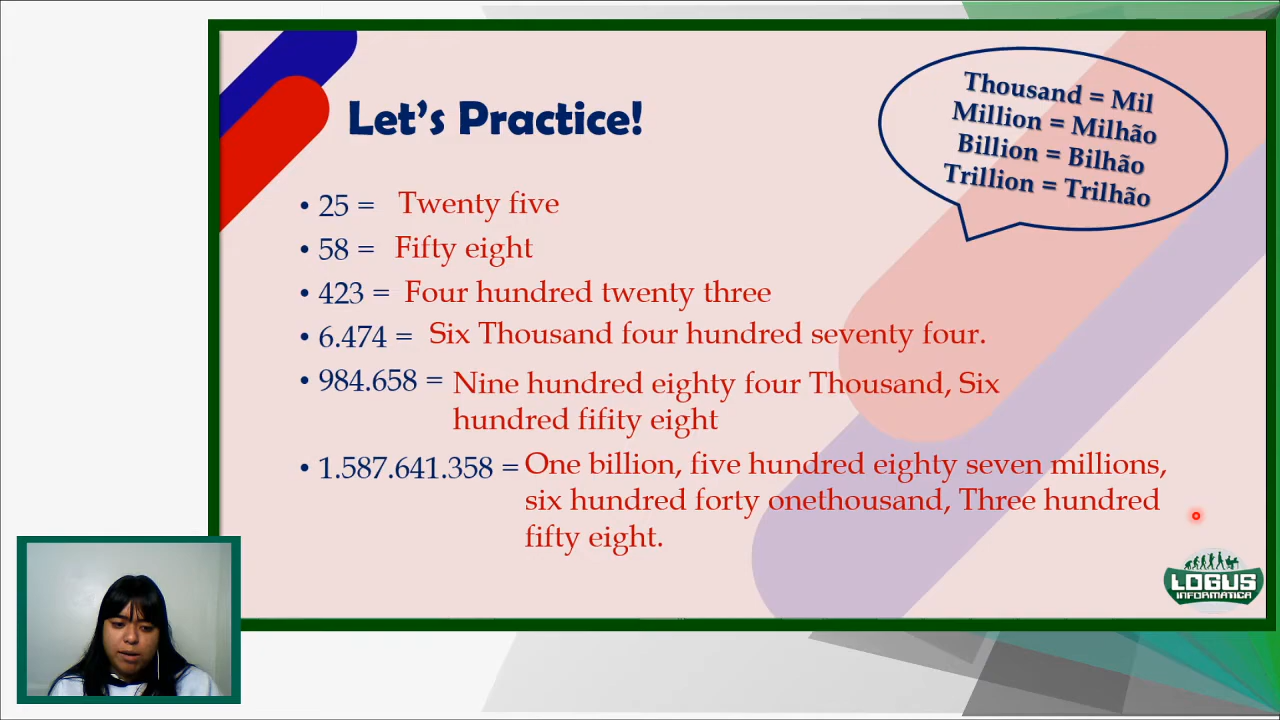 Let's Practice!
Thousand = Mil
Million = Milhão
Billion = Bilhão
Trillion = Trilhão
• 25 = Twenty five
• 58 = Fifty eight
• 423 = Four hundred twenty three
• 6.474 = Six Thousand four hundred seventy four.
• 984.658 = Nine hundred eighty four Thousand, Six
hundred fifity eight
• 1.587.641.358 = One billion, five hundred eighty seven millions,
six hundred forty onethousand, Three hundred
fifty eight.
LOGUS
INFORMÁTICA